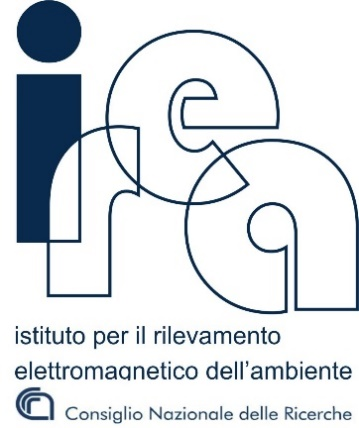 irea
istituto per il rilevamento
elettromagnetico dell'ambiente
Consiglio Nazionale delle Ricerche